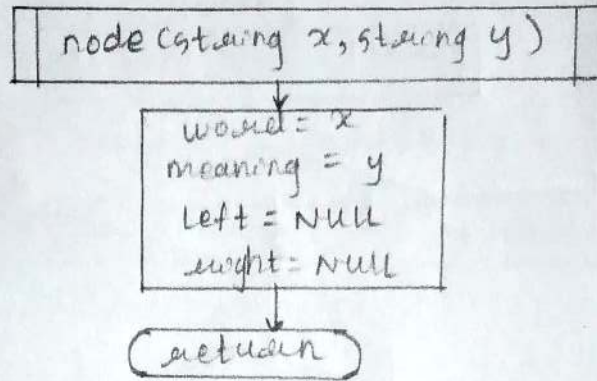 node (string x, string y)
word = x
meaning = y
left = NULL
right = NULL
return